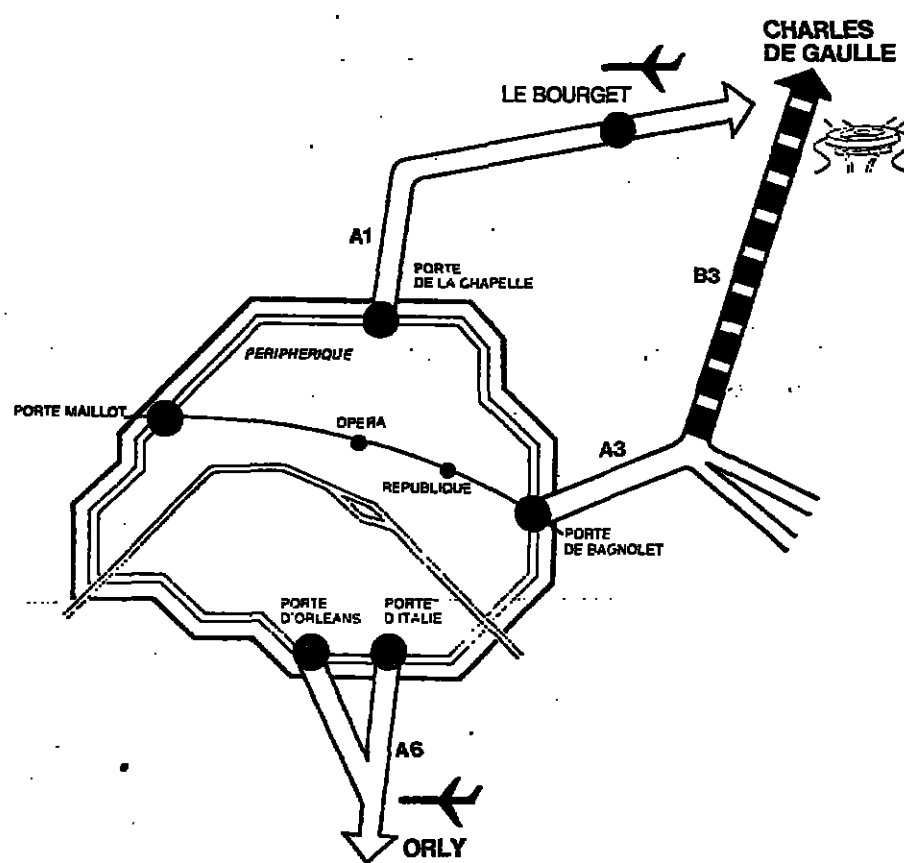 CHARLES
DE GAULLE
LE BOURGET
A1
PORTE
DE LA CHAPELLE
B3
PERIPHERIQUE
PORTE MAILLOT
OPERA
A3
REPUBLIQUE
PORTE
DE BAGNOLET
PORTE
D'ORLEANS
PORTE
D'ITALIE
A6
ORLY